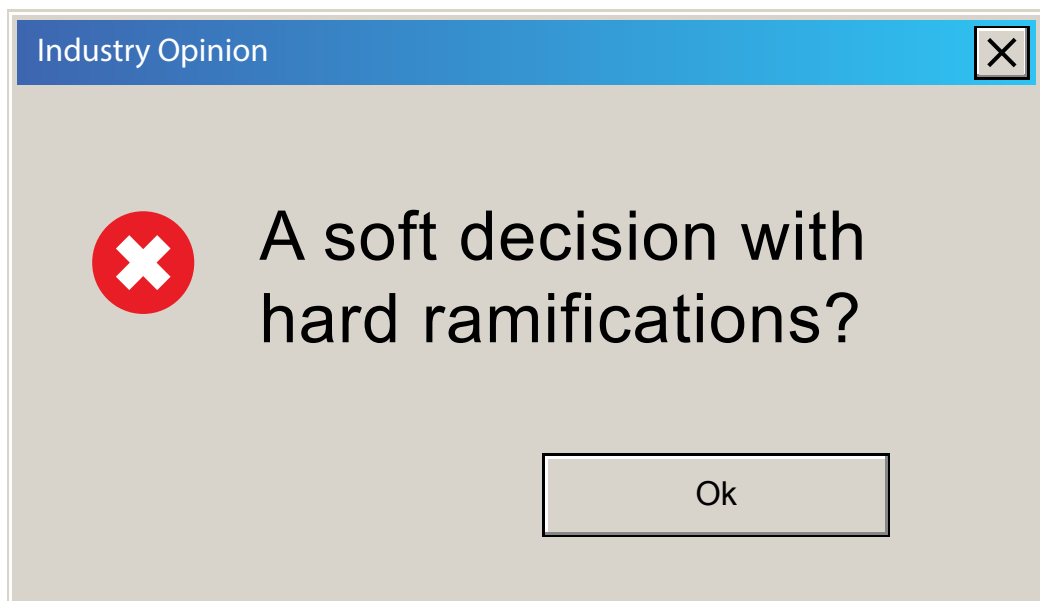 Industry Opinion
A soft decision with
hard ramifications?
Ok